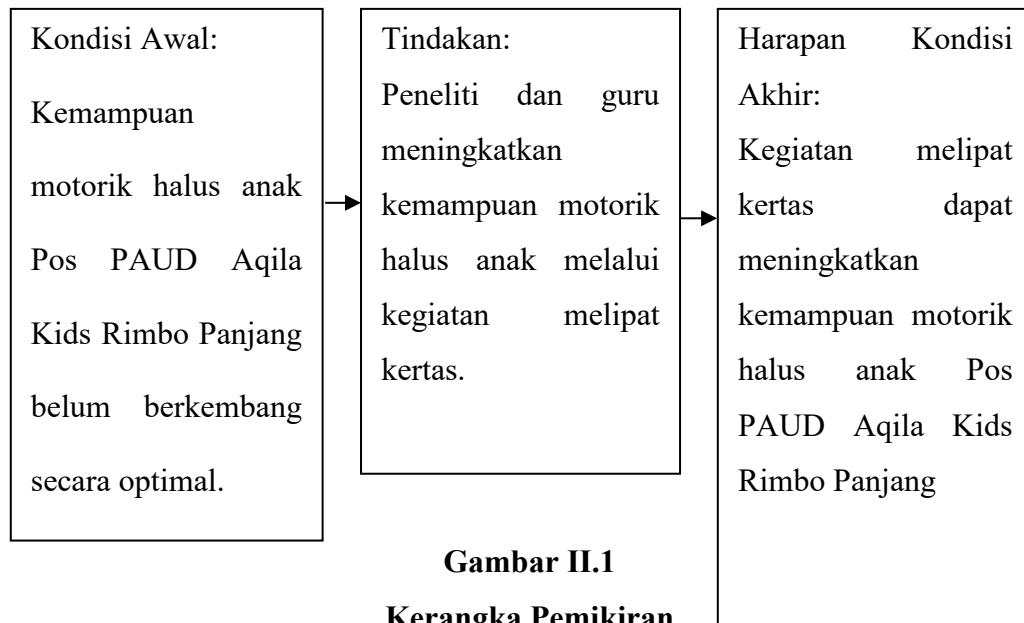 Kondisi Awal:
Kemampuan
motorik halus anak
Pos PAUD Aqila
Kids Rimbo Panjang
belum berkembang
secara optimal.
Tindakan:
Peneliti dan guru
meningkatkan
kemampuan motorik
halus anak melalui
kegiatan melipat
kertas.
Harapan Kondisi
Akhir:
Kegiatan melipat
kertas dapat
meningkatkan
kemampuan motorik
halus anak Pos
PAUD Aqila Kids
Rimbo Panjang
Gambar II.1
Kerangka Pemikiran